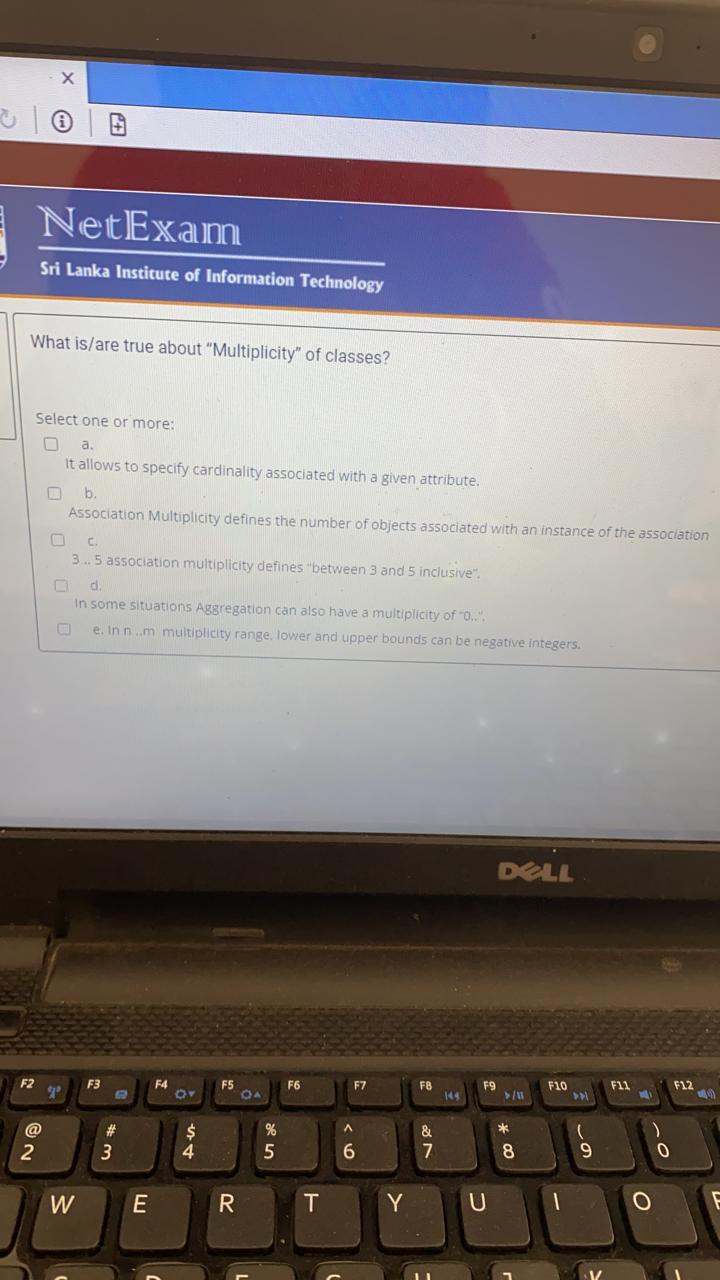 NetExam
Sri Lanka Institute of Information Technology
What is/are true about "Multiplicity" of classes?
Select one or more:
a.
It allows to specify cardinality associated with a given attribute.
b.
Association Multiplicity defines the number of objects associated with an instance of the association
c.
3 .. 5 association multiplicity defines "between 3 and 5 inclusive".
d.
In some situations Aggregation can also have a multiplicity of "0..".
e. In n ..m multiplicity range, lower and upper bounds can be negative integers.
DELL
F2 F3 F4 F5 F6 F7 F8 F9 F10 F11 F12
@ # $ % ^ & * ( )
2 3 4 5 6 7 8 9 0
W E R T Y U I O